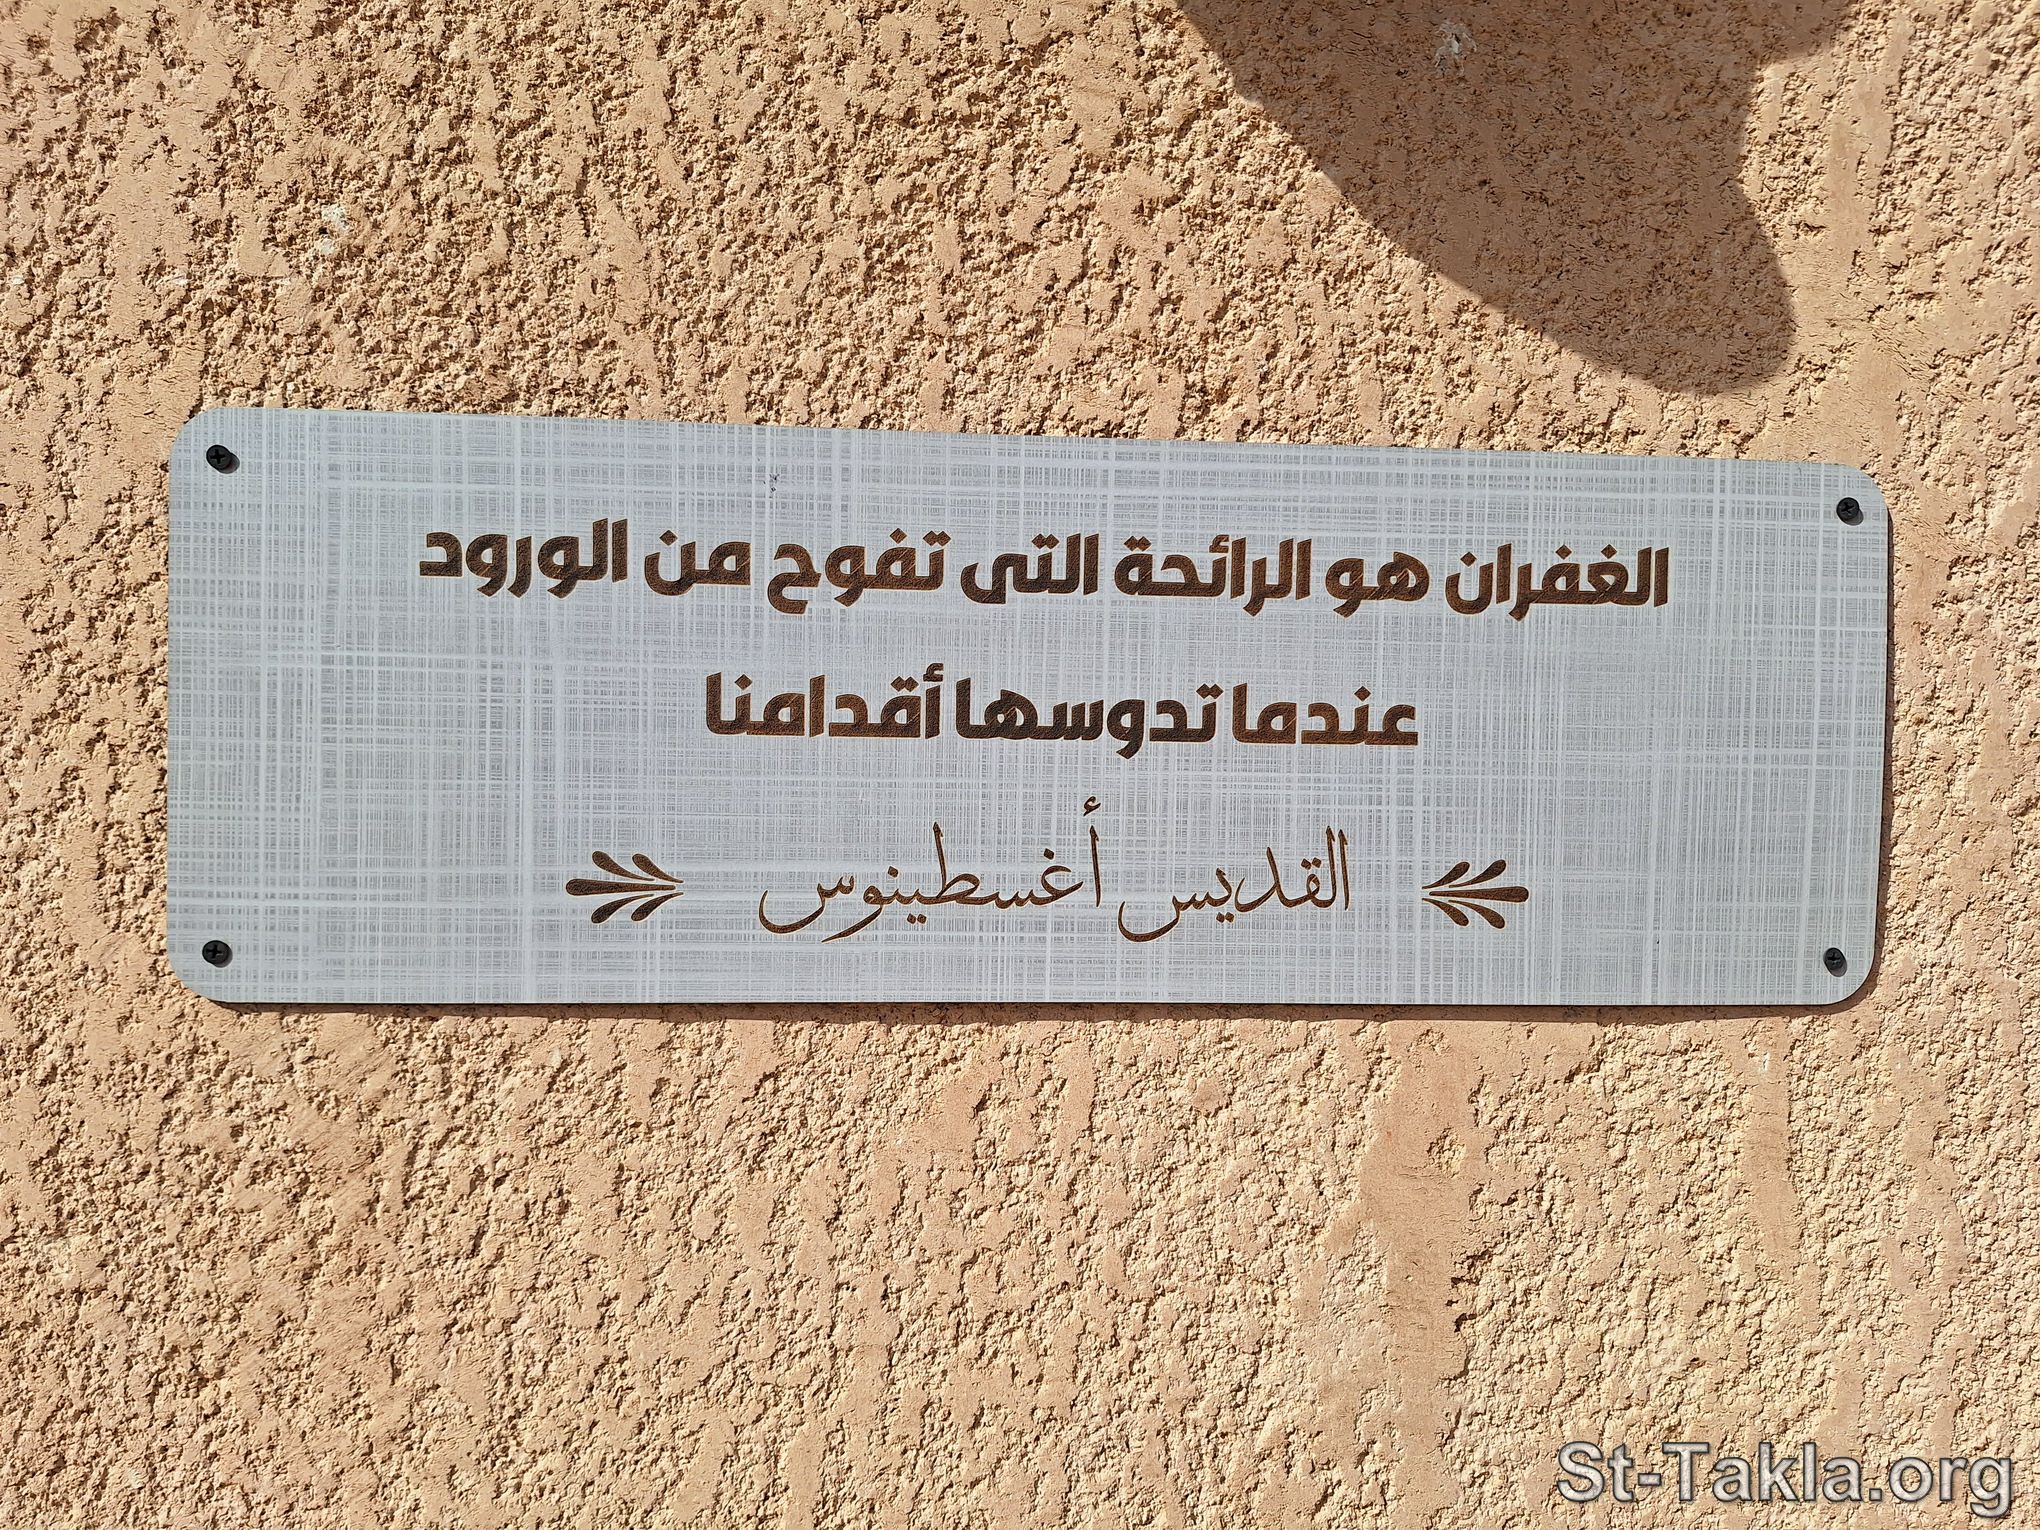 الغفران هو الرائحة التى تفوح من الورود
عندما تدوسها أقدامنا
القديس أغسطينوس
St-Takla.org